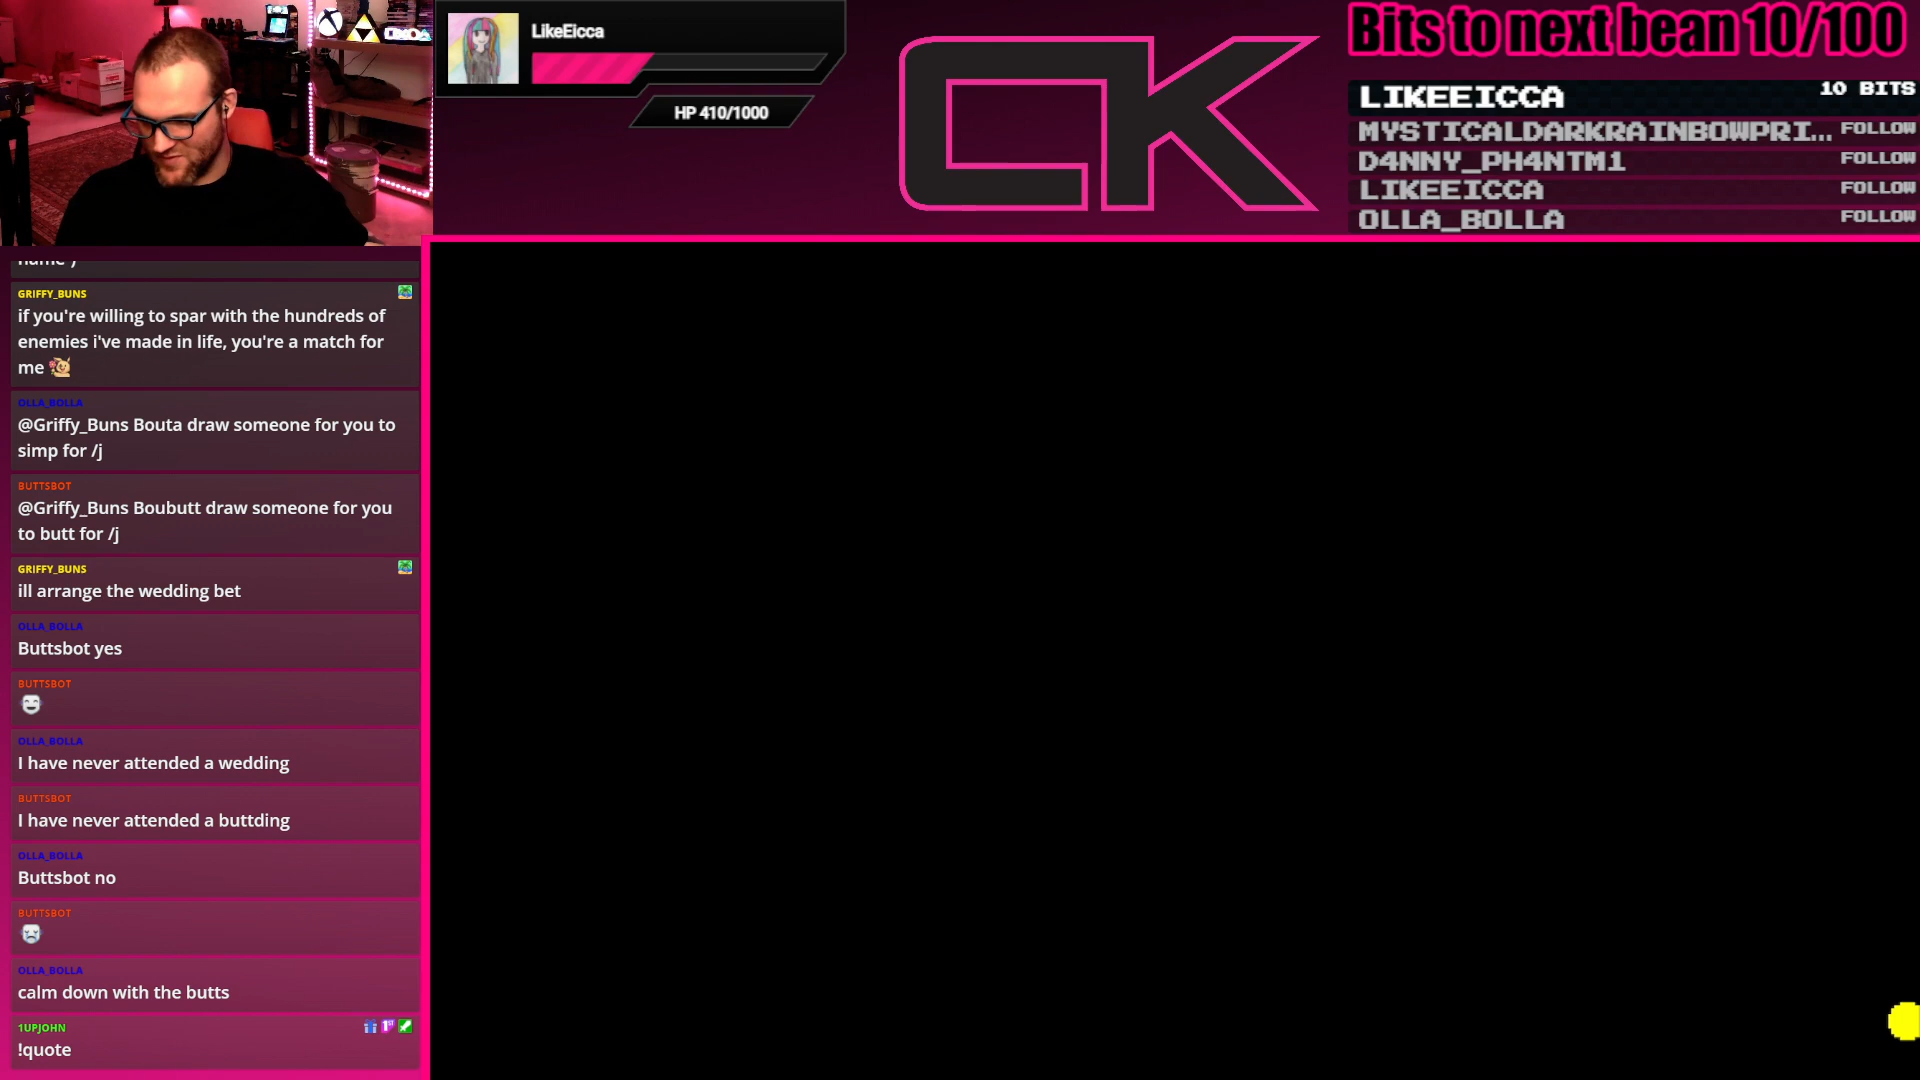 LikeEicca
HP 410/1000
CK
Bits to next bean 10/100
LIKEEICCA 10 BITS
MYSTICALDARKRAINBOWPRI... FOLLOW
D4NNY_PH4NTM1 FOLLOW
LIKEEICCA FOLLOW
OLLA_BOLLA FOLLOW
name )
GRIFFY_BUNS
if you're willing to spar with the hundreds of
enemies i've made in life, you're a match for
me
OLLA_BOLLA
@Griffy_Buns Bouta draw someone for you to
simp for /j
BUTTSBOT
@Griffy_Buns Boubutt draw someone for you
to butt for /j
GRIFFY_BUNS
ill arrange the wedding bet
OLLA_BOLLA
Buttsbot yes
BUTTSBOT
OLLA_BOLLA
I have never attended a wedding
BUTTSBOT
I have never attended a buttding
OLLA_BOLLA
Buttsbot no
BUTTSBOT
OLLA_BOLLA
calm down with the butts
1UPJOHN
!quote